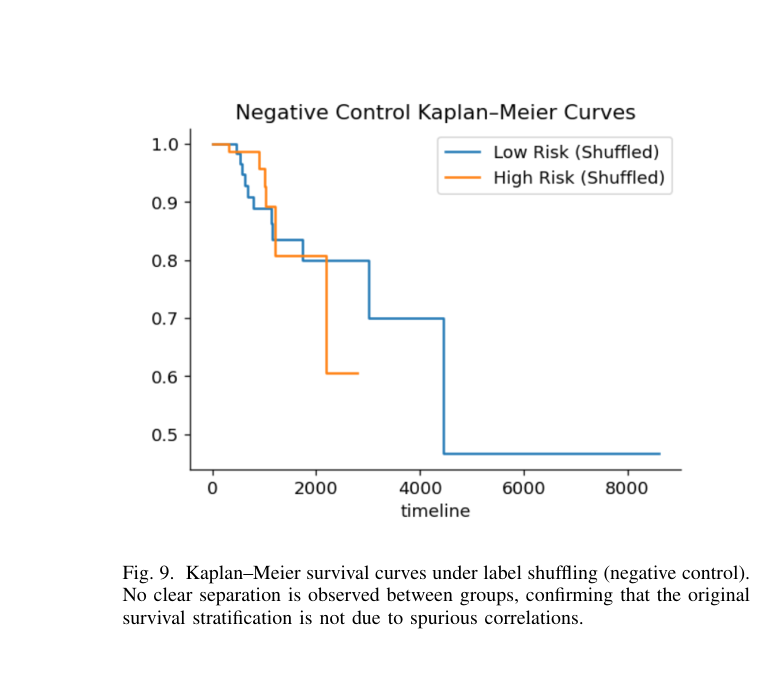 Negative Control Kaplan–Meier Curves
Low Risk (Shuffled)
High Risk (Shuffled)
1.0
0.9
0.8
0.7
0.6
0.5
0 2000 4000 6000 8000
timeline
Fig. 9. Kaplan–Meier survival curves under label shuffling (negative control).
No clear separation is observed between groups, confirming that the original
survival stratification is not due to spurious correlations.